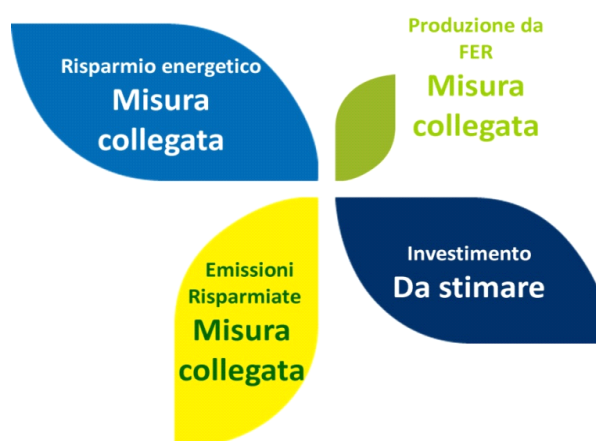 Risparmio energetico
Misura
collegata
Produzione da
FER
Misura
collegata
Emissioni
Risparmiate
Misura
collegata
Investimento
Da stimare